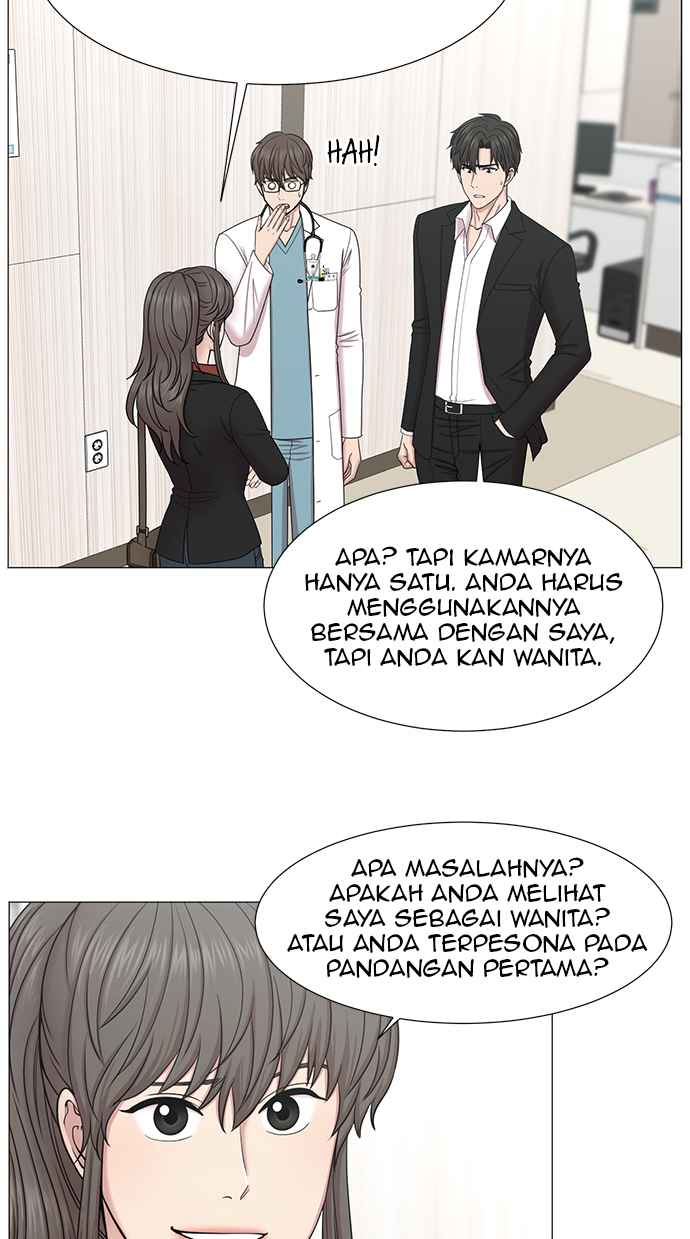 HAH!
APA? TAPI KAMARNYA
HANYA SATU. ANDA HARUS
MENGGUNAKANNYA
BERSAMA DENGAN SAYA,
TAPI ANDA KAN WANITA.
APA MASALAHNYA?
APAKAH ANDA MELIHAT
SAYA SEBAGAI WANITA?
ATAU ANDA TERPESONA PADA
PANDANGAN PERTAMA?